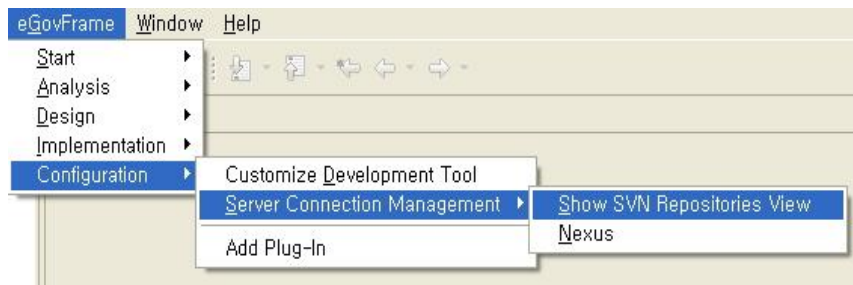 eGovFrame Window Help
Start
Analysis
Design
Implementation
Configuration
Customize Development Tool
Server Connection Management
Add Plug-In
Show SVN Repositories View
Nexus